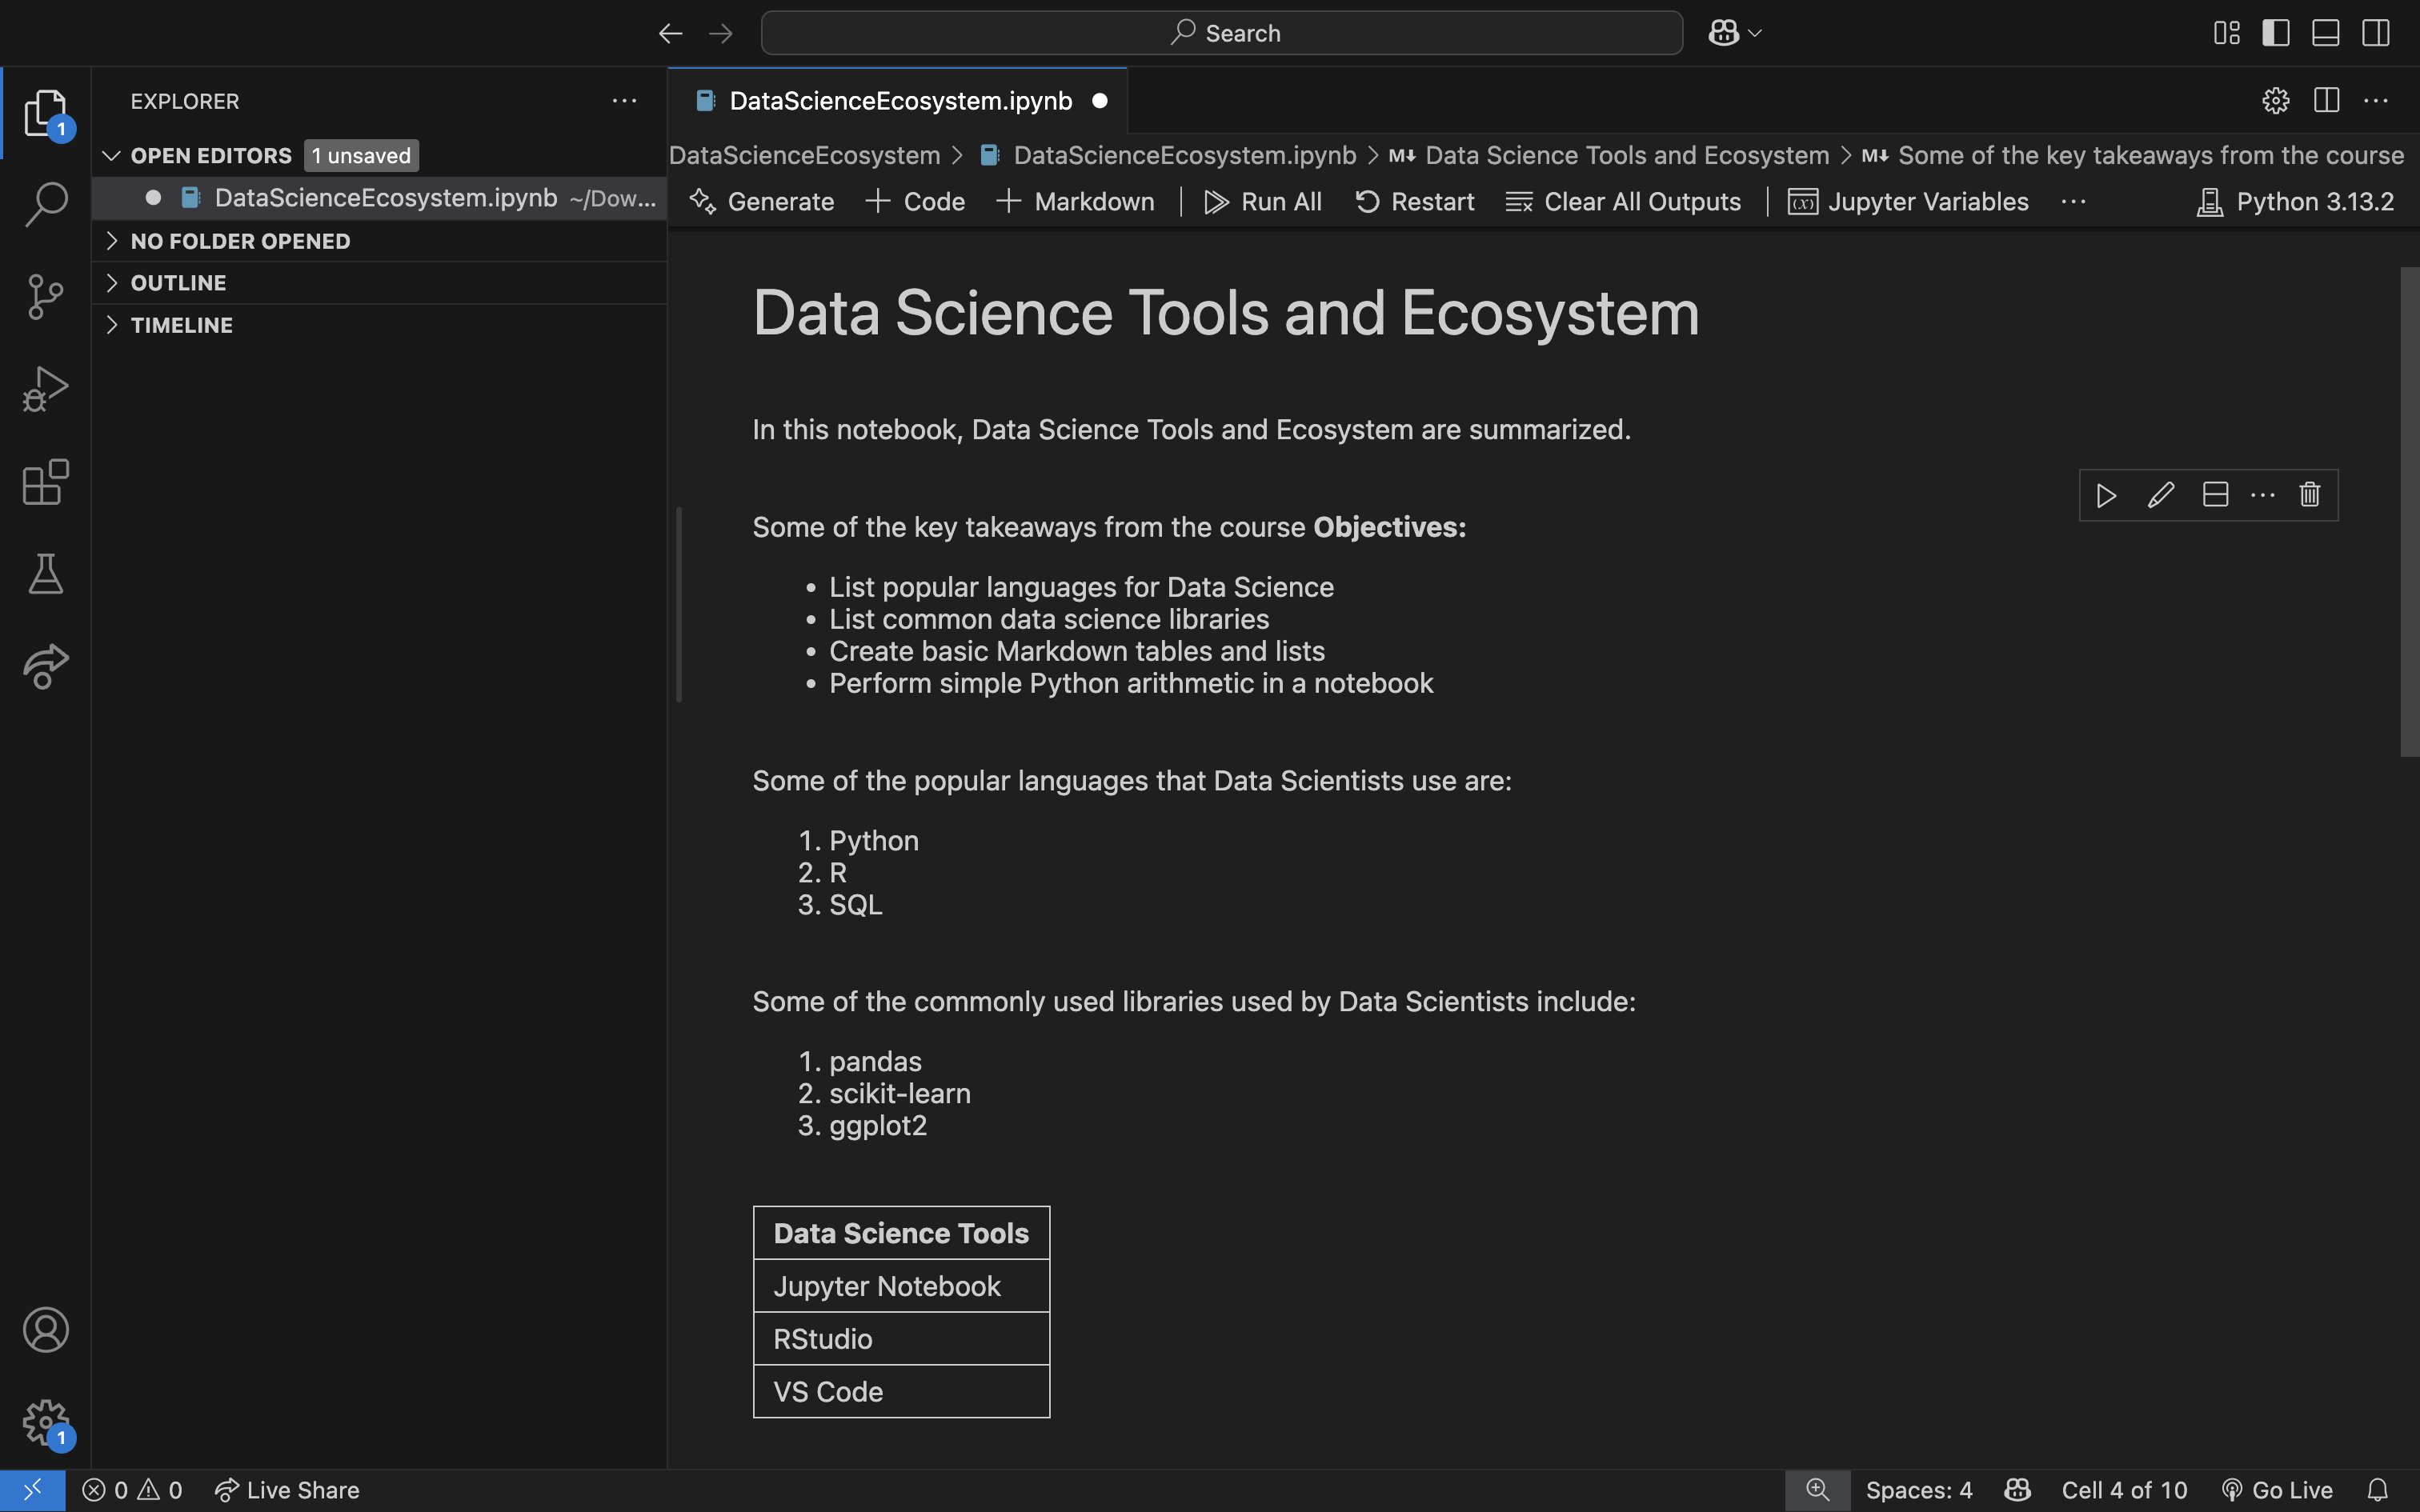 Search
EXPLORER
1
OPEN EDITORS 1 unsaved
DataScienceEcosystem.ipynb ~/Dow...
NO FOLDER OPENED
OUTLINE
TIMELINE
DataScienceEcosystem.ipynb
DataScienceEcosystem > DataScienceEcosystem.ipynb > M↓ Data Science Tools and Ecosystem > M↓ Some of the key takeaways from the course
Generate + Code + Markdown | Run All Restart Clear All Outputs | (x) Jupyter Variables ... Python 3.13.2
Data Science Tools and Ecosystem
In this notebook, Data Science Tools and Ecosystem are summarized.
Some of the key takeaways from the course Objectives:
• List popular languages for Data Science
• List common data science libraries
• Create basic Markdown tables and lists
• Perform simple Python arithmetic in a notebook
Some of the popular languages that Data Scientists use are:
1. Python
2. R
3. SQL
Some of the commonly used libraries used by Data Scientists include:
1. pandas
2. scikit-learn
3. ggplot2
Data Science Tools
Jupyter Notebook
RStudio
VS Code
1
0 0 Live Share
Spaces: 4 Cell 4 of 10 Go Live